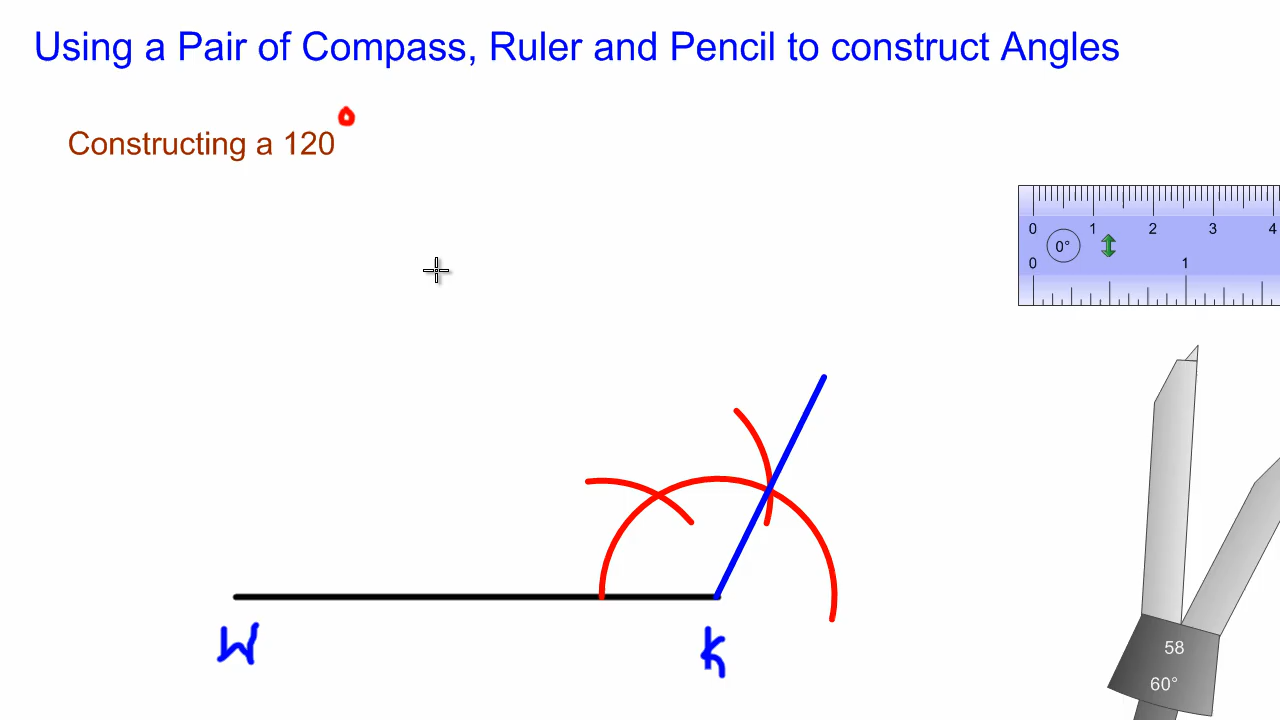 Using a Pair of Compass, Ruler and Pencil to construct Angles
Constructing a 120°
0 1 2 3 4
0°
0 1
W K
58
60°